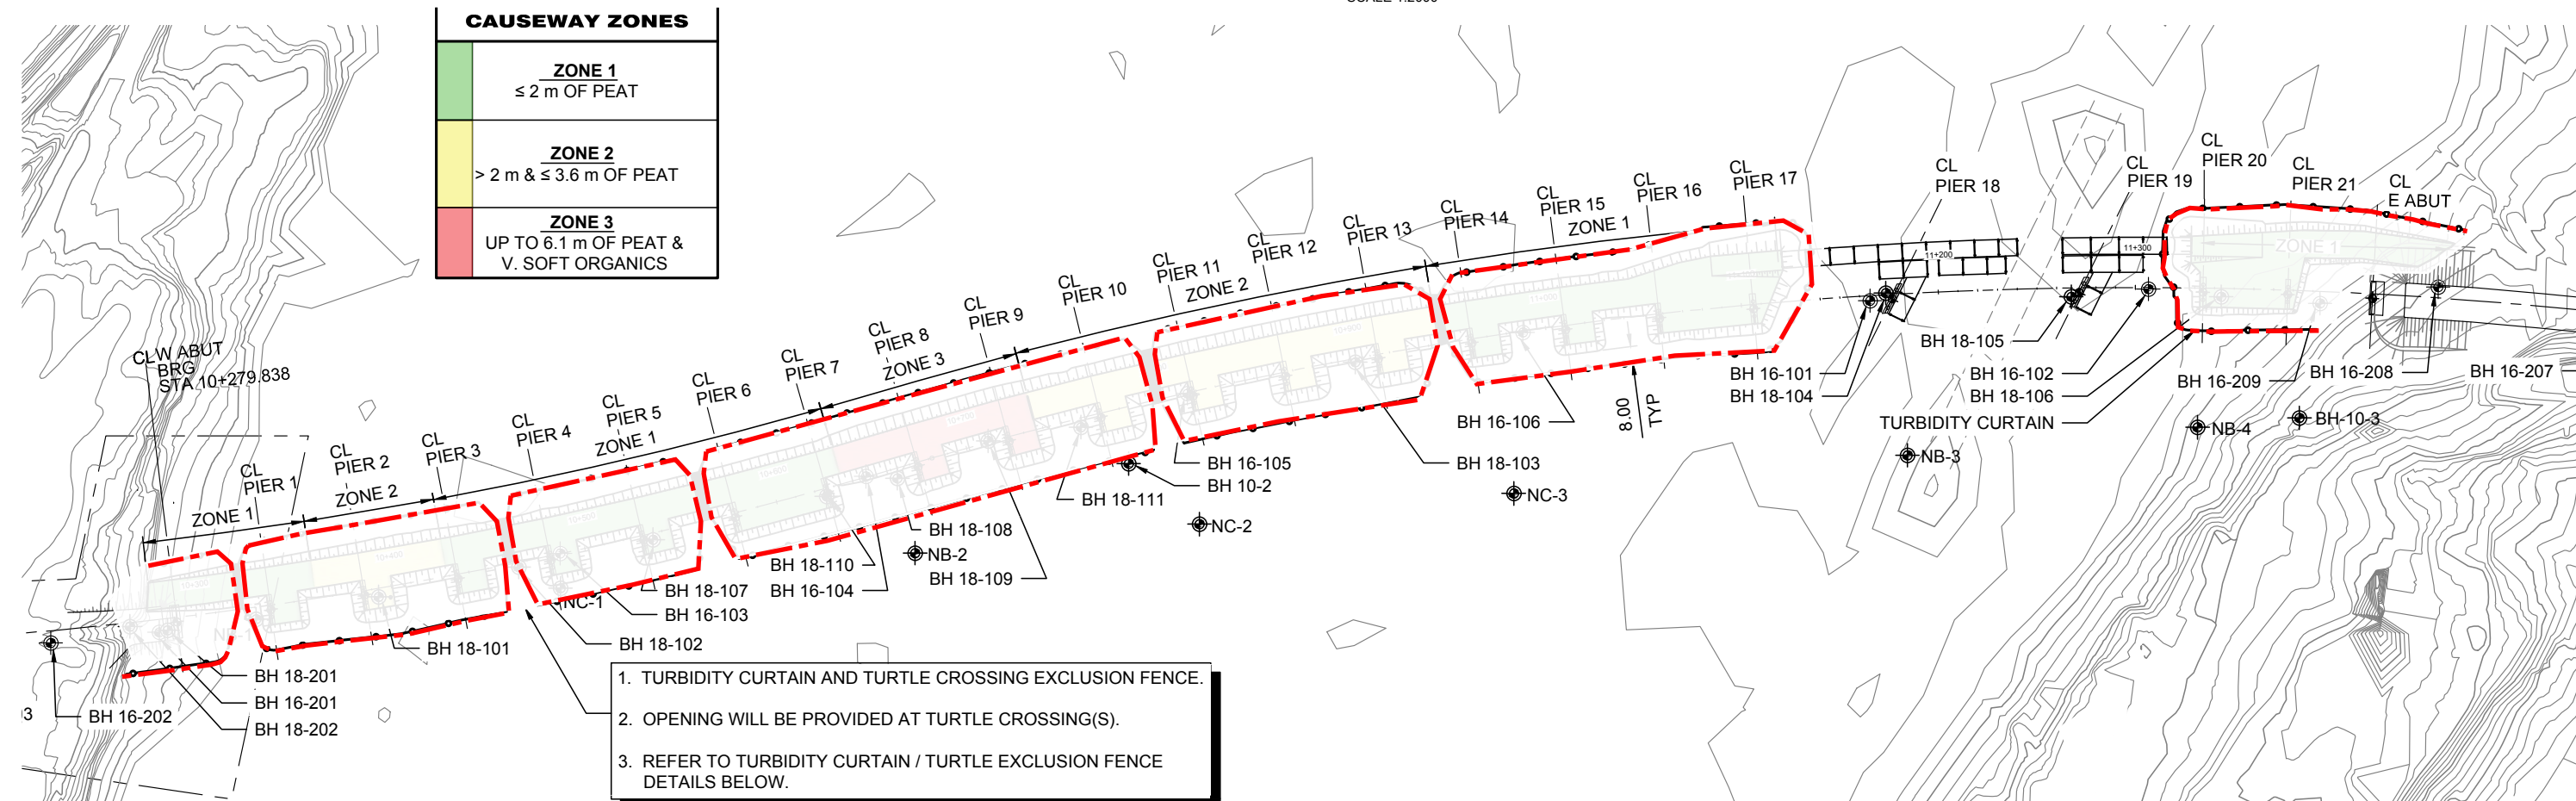 CAUSEWAY ZONES
ZONE 1
≤ 2 m OF PEAT
ZONE 2
> 2 m & ≤ 3.6 m OF PEAT
ZONE 3
UP TO 6.1 m OF PEAT &
V. SOFT ORGANICS
CL W ABUT
BRG
STA 10+279.838
CL
PIER 1
CL
PIER 2
CL
PIER 3
CL
PIER 4
CL
PIER 5
CL
PIER 6
CL
PIER 7
CL
PIER 8
CL
PIER 9
CL
PIER 10
CL
PIER 11
CL
PIER 12
CL
PIER 13
CL
PIER 14
CL
PIER 15
CL
PIER 16
CL
PIER 17
CL
PIER 18
CL
PIER 19
CL
PIER 20
CL
PIER 21
CL
E ABUT
ZONE 1
ZONE 2
ZONE 1
ZONE 3
ZONE 2
ZONE 1
ZONE 1
10+400
11+200
11+300
BH 16-202
BH 18-201
BH 16-201
BH 18-202
BH 18-101
NC-1
BH 18-102
BH 16-103
BH 18-107
BH 18-110
BH 16-104
BH 18-108
NB-2
BH 18-109
BH 18-111
BH 10-2
BH 16-105
NC-2
BH 18-103
NC-3
BH 16-106
8.00
TYP
BH 16-101
BH 18-104
BH 18-105
BH 16-102
BH 18-106
TURBIDITY CURTAIN
NB-3
NB-4
BH-10-3
BH 16-209
BH 16-208
BH 16-207
1. TURBIDITY CURTAIN AND TURTLE CROSSING EXCLUSION FENCE.
2. OPENING WILL BE PROVIDED AT TURTLE CROSSING(S).
3. REFER TO TURBIDITY CURTAIN / TURTLE EXCLUSION FENCE
DETAILS BELOW.